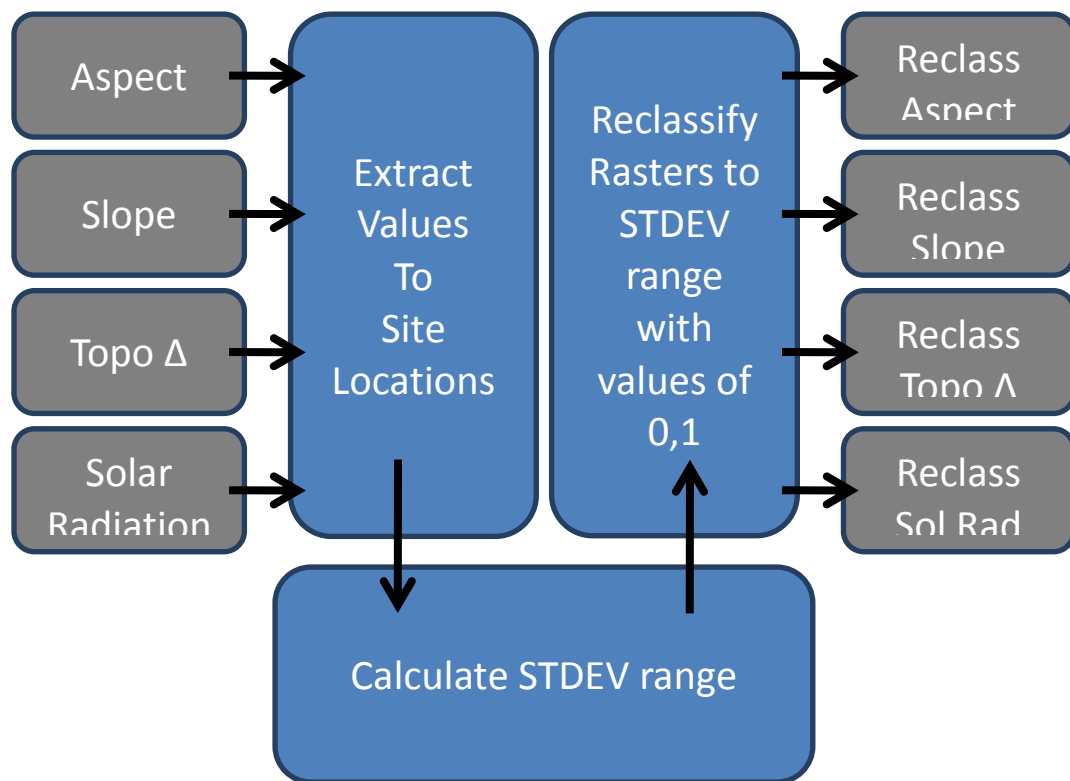 Aspect
Slope
Topo Δ
Solar
Radiation
Extract
Values
To
Site
Locations
Calculate STDEV range
Reclassify
Rasters to
STDEV
range
with
values of
0,1
Reclass
Aspect
Reclass
Slope
Reclass
Topo Δ
Reclass
Sol Rad